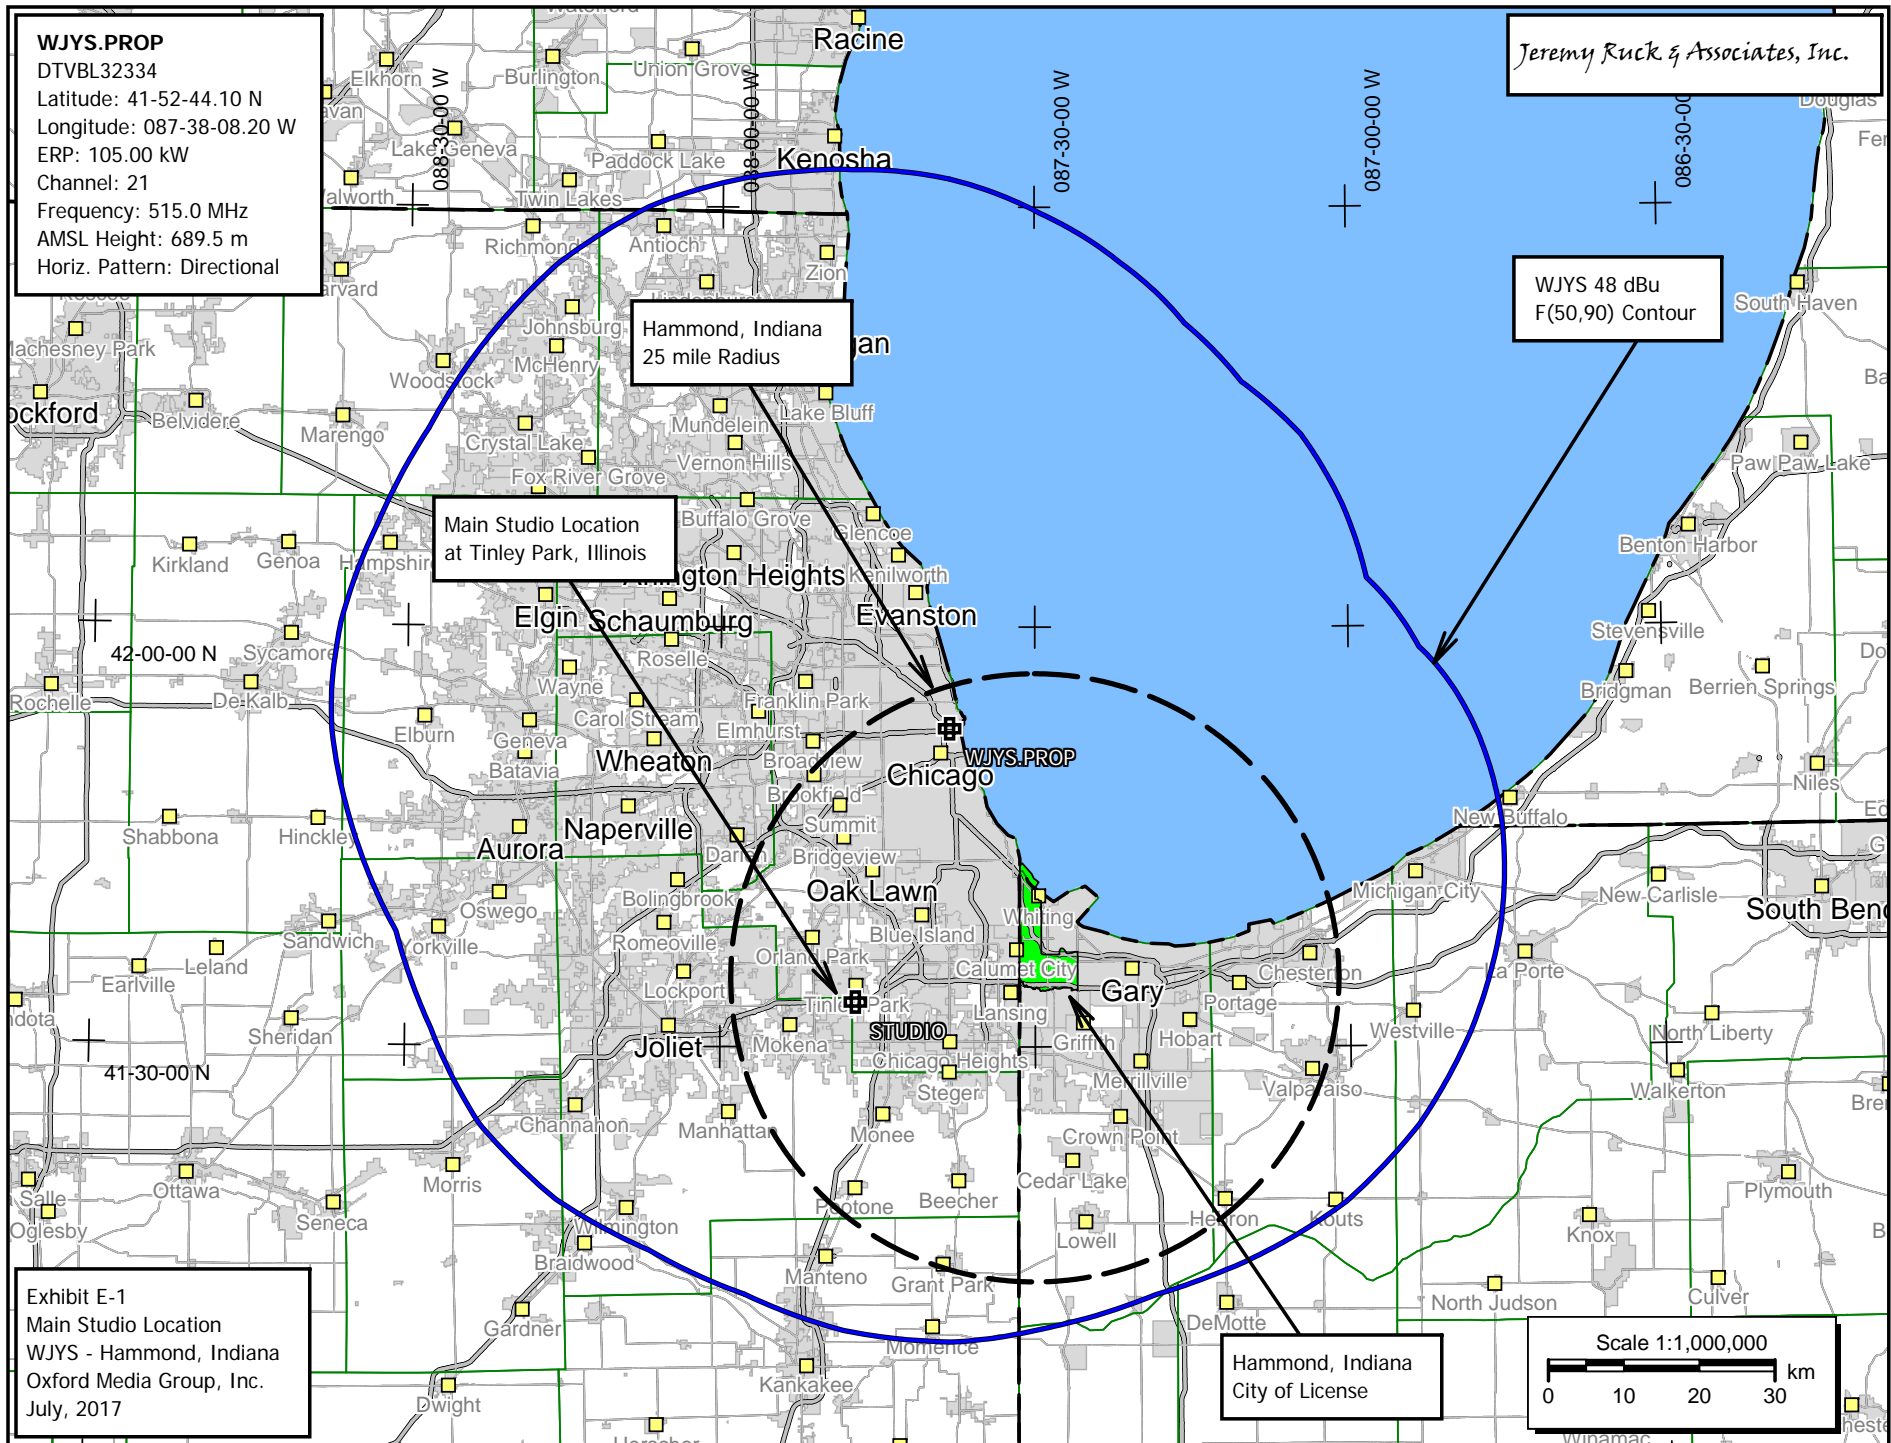 WJYS.PROP
DTVBL32334
Latitude: 41-52-44.10 N
Longitude: 087-38-08.20 W
ERP: 105.00 kW
Channel: 21
Frequency: 515.0 MHz
AMSL Height: 689.5 m
Horiz. Pattern: Directional
Jeremy Ruck & Associates, Inc.
Racine
Elkhorn
Burlington
Union Grove
088-30-00 W
088-00-00 W
087-30-00 W
087-00-00 W
086-30-00
Douglas
Lake Geneva
Paddock Lake
Kenosha
Twin Lakes
Richmond
Antioch
Zion
WJYS 48 dBu
F(50,90) Contour
South Haven
Hammond, Indiana
25 mile Radius
Johnsburg
McHenry
Woodstock
Belvidere
Marengo
Crystal Lake
Mundelein
Lake Bluff
Vernon Hills
Fox River Grove
Paw Paw Lake
Main Studio Location
at Tinley Park, Illinois
Buffalo Grove
Glencoe
Kirkland
Genoa
Benton Harbor
Kenilworth
Elgin
Schaumburg
Evanston
Stevensville
42-00-00 N
Sycamore
Roselle
Rochelle
De Kalb
Wayne
Franklin Park
Bridgman
Berrien Springs
Elburn
Geneva
Carol Stream
Elmhurst
Batavia
Wheaton
Broadview
Chicago
WJYS.PROP
Niles
Brookfield
Shabbona
Hinckley
Naperville
Summit
New Buffalo
Aurora
Darien
Bridgeview
Oswego
Bolingbrook
Oak Lawn
Michigan City
New Carlisle
Whiting
Sandwich
Yorkville
Romeoville
Blue Island
Leland
Earlville
Orland Park
Calumet City
Chesterton
La Porte
Lockport
Tinley Park
Gary
Portage
Sheridan
Lansing
STUDIO
Westville
North Liberty
Joliet
Mokena
Chicago Heights
Griffith
Hobart
41-30-00 N
Steger
Merrillville
Valparaiso
Walkerton
Channahon
Manhattan
Monee
Crown Point
Ottawa
Morris
Cedar Lake
Plymouth
Oglesby
Seneca
Wilmington
Peotone
Beecher
Hebron
Kouts
Knox
Braidwood
Lowell
Manteno
Grant Park
North Judson
Culver
Gardner
DeMotte
Momence
Kankakee
Dwight
Exhibit E-1
Main Studio Location
WJYS - Hammond, Indiana
Oxford Media Group, Inc.
July, 2017
Hammond, Indiana
City of License
Scale 1:1,000,000
km
0 10 20 30